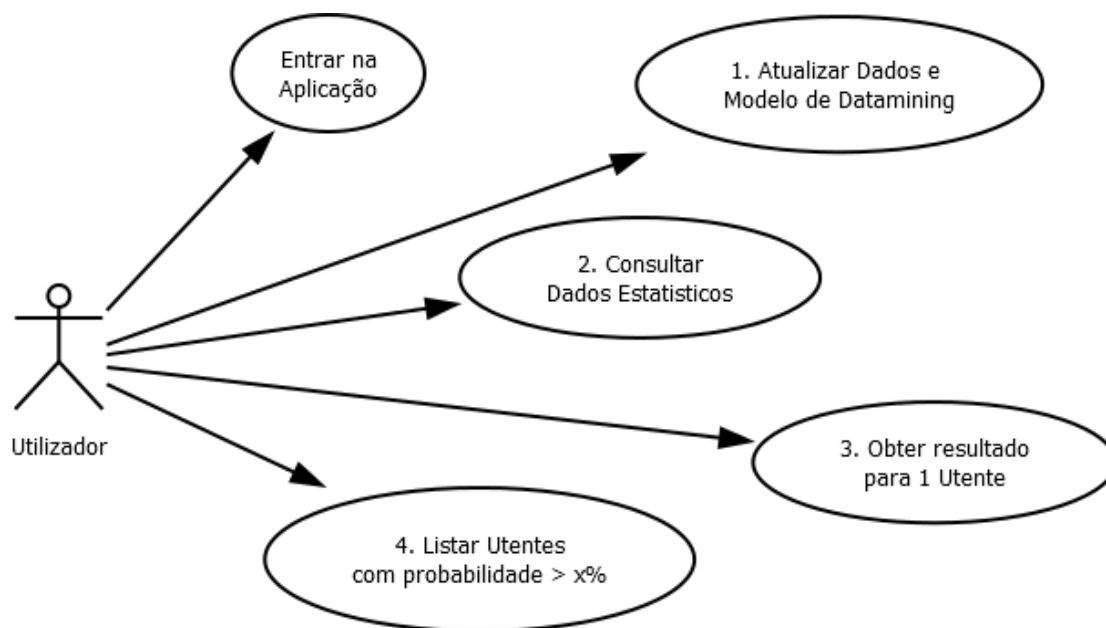 Entrar na
Aplicação
1. Atualizar Dados e
Modelo de Datamining
2. Consultar
Dados Estatisticos
Utilizador
3. Obter resultado
para 1 Utente
4. Listar Utentes
com probabilidade > x%